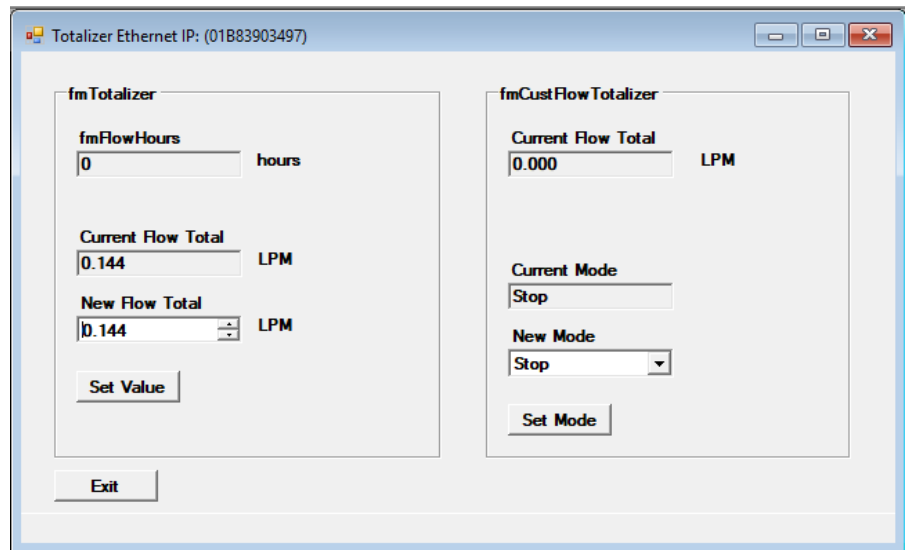 Totalizer Ethernet IP: (01B83903497)
fmTotalizer
fmFlowHours
0 hours
Current Flow Total
0.144 LPM
New Flow Total
0.144 LPM
Set Value
fmCustFlowTotalizer
Current Flow Total
0.000 LPM
Current Mode
Stop
New Mode
Stop
Set Mode
Exit